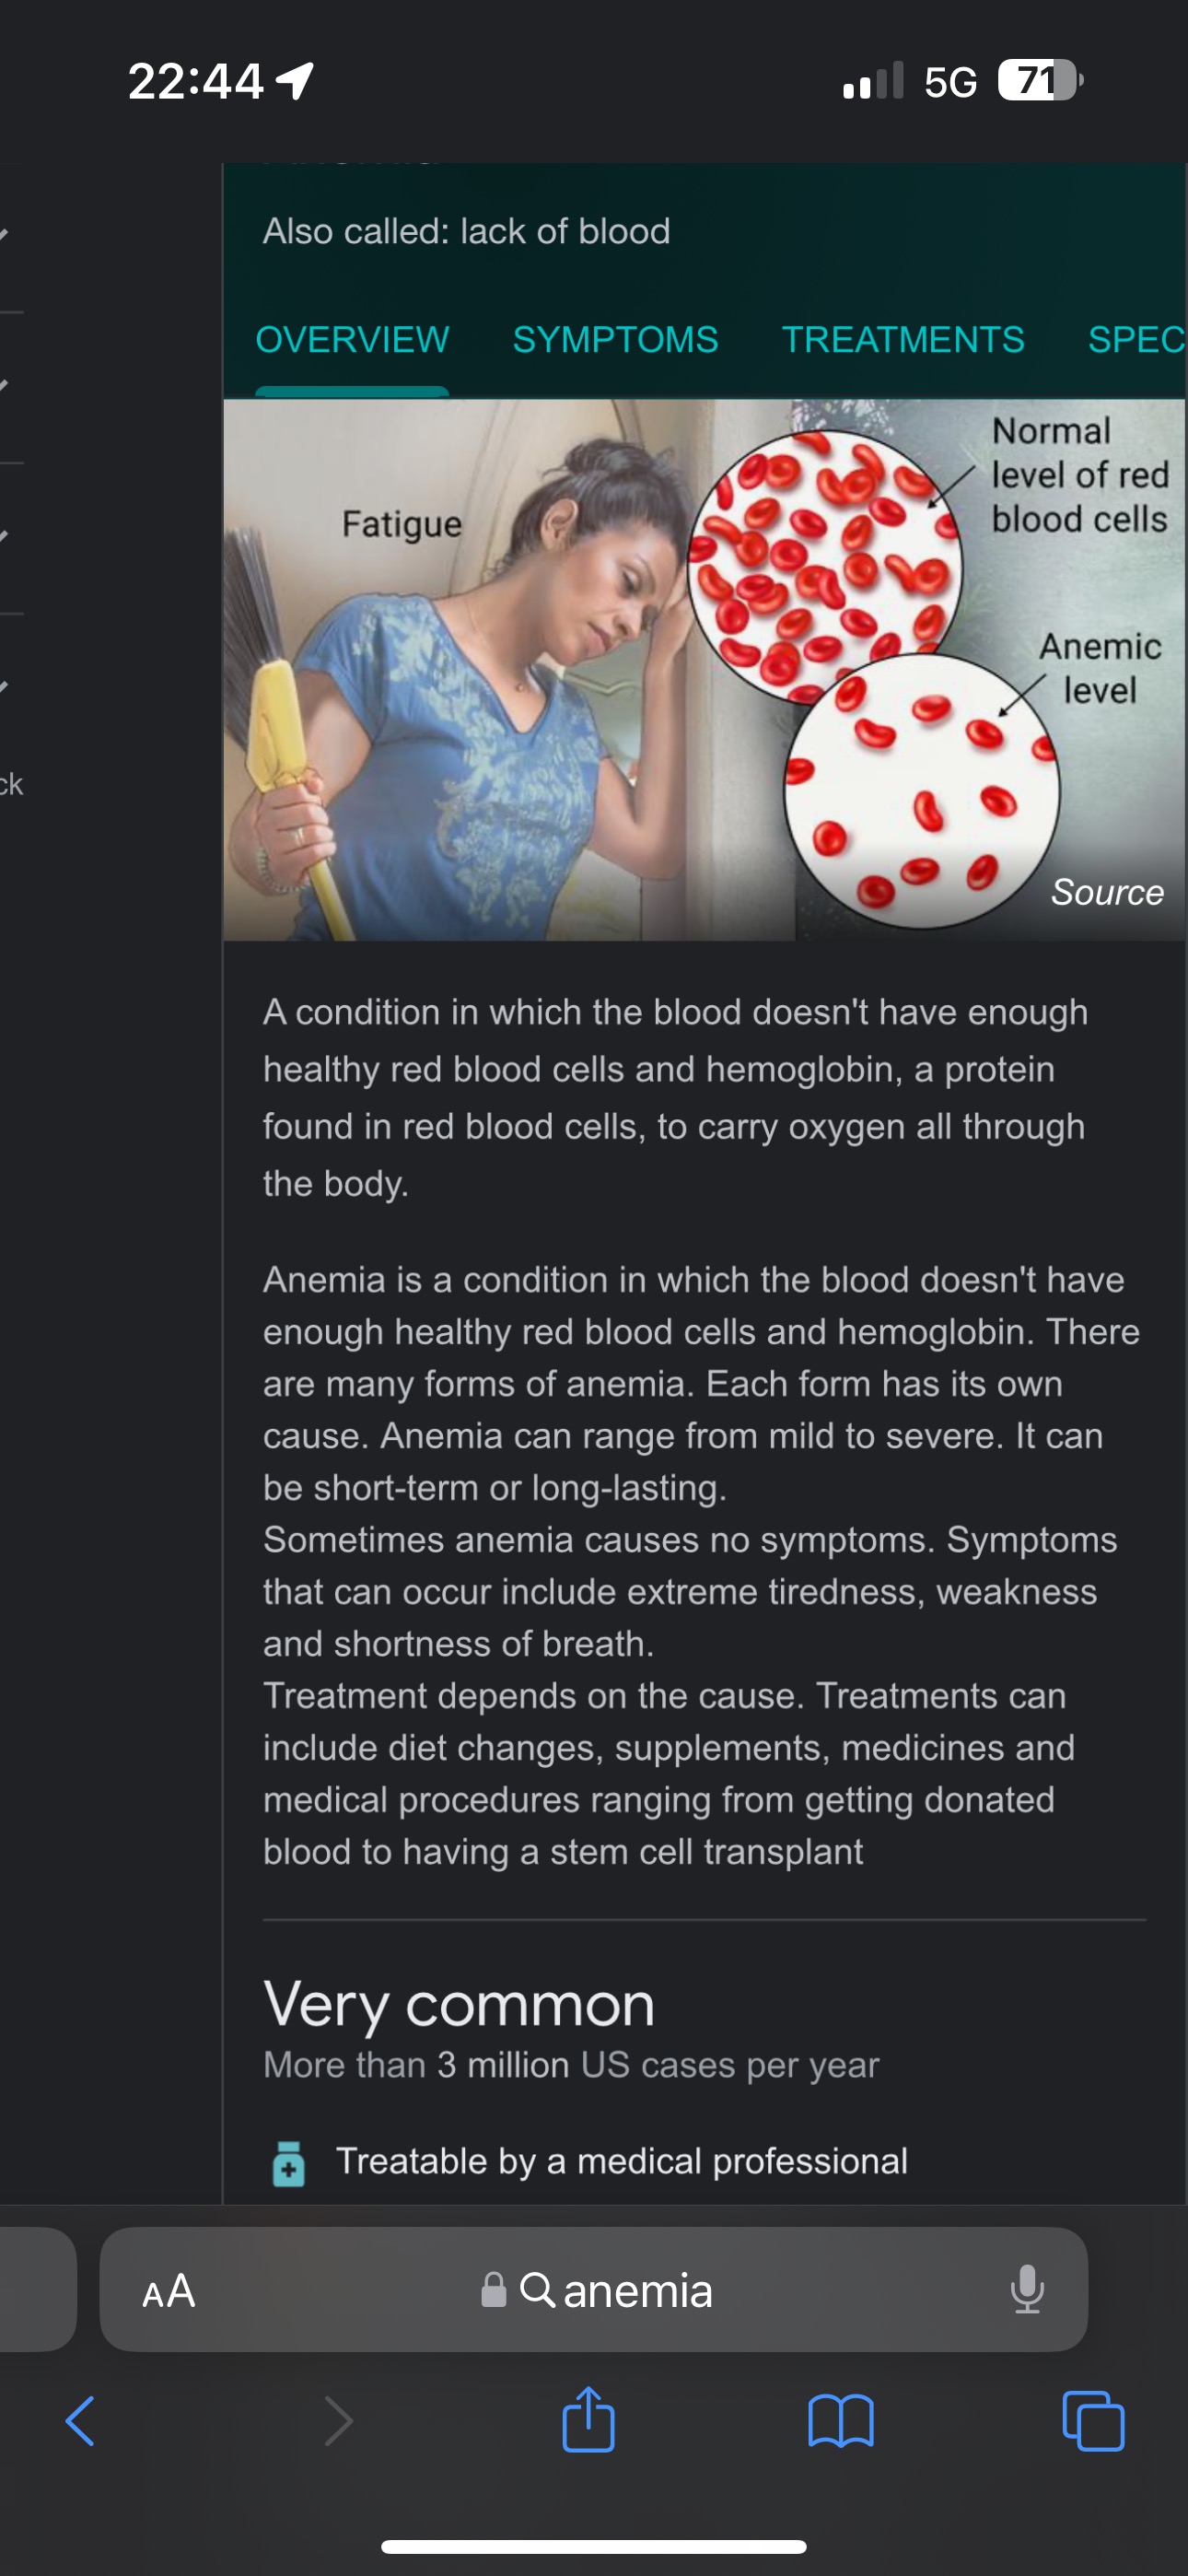 22:44
5G
71
Also called: lack of blood
OVERVIEW SYMPTOMS TREATMENTS SPEC
Fatigue
Normal
level of red
blood cells
Anemic
level
Source
ck
A condition in which the blood doesn't have enough
healthy red blood cells and hemoglobin, a protein
found in red blood cells, to carry oxygen all through
the body.
Anemia is a condition in which the blood doesn't have
enough healthy red blood cells and hemoglobin. There
are many forms of anemia. Each form has its own
cause. Anemia can range from mild to severe. It can
be short-term or long-lasting.
Sometimes anemia causes no symptoms. Symptoms
that can occur include extreme tiredness, weakness
and shortness of breath.
Treatment depends on the cause. Treatments can
include diet changes, supplements, medicines and
medical procedures ranging from getting donated
blood to having a stem cell transplant
Very common
More than 3 million US cases per year
Treatable by a medical professional
AA
anemia